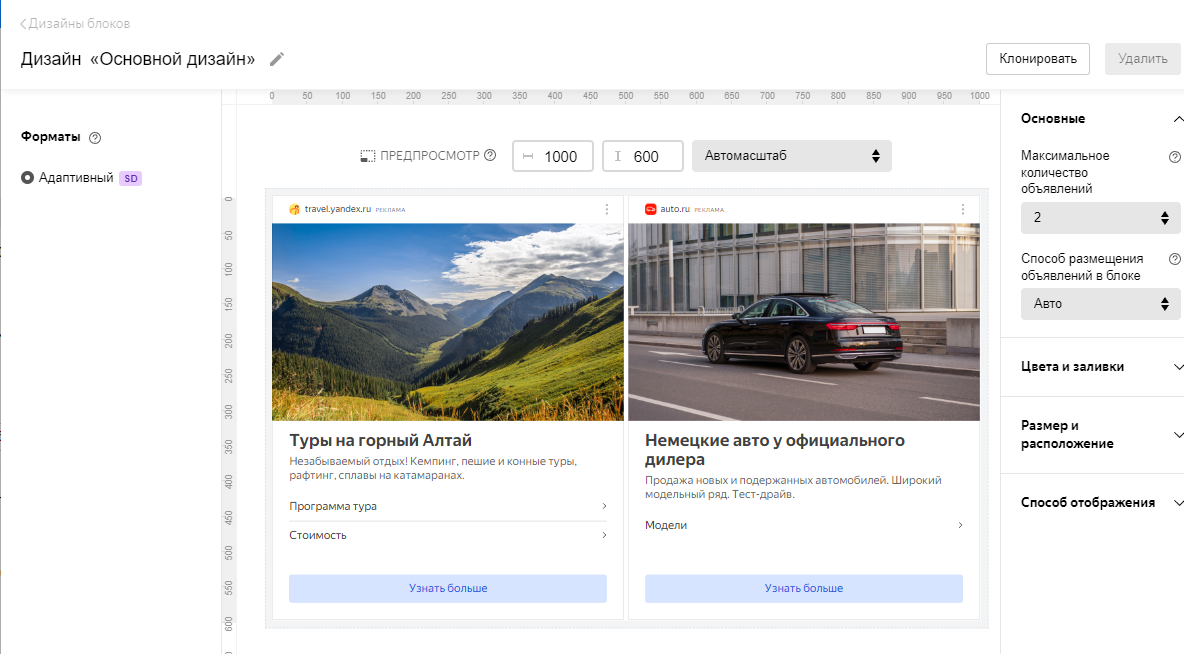 Дизайны блоков
Дизайн «Основной дизайн»
Клонировать
Удалить
0 50 100 150 200 250 300 350 400 450 500 550 600 650 700 750 800 850 900 950 1000
Форматы
Адаптивный SD
ПРЕДПРОСМОТР
1000
600
Автомасштаб
0
50
100
150
200
250
300
350
400
450
500
550
600
travel.yandex.ru РЕКЛАМА
Туры на горный Алтай
Незабываемый отдых! Кемпинг, пешие и конные туры,
рафтинг, сплавы на катамаранах.
Программа тура
Стоимость
Узнать больше
auto.ru РЕКЛАМА
Немецкие авто у официального
дилера
Продажа новых и подержанных автомобилей. Широкий
модельный ряд. Тест-драйв.
Модели
Узнать больше
Основные
Максимальное
количество
объявлений
2
Способ размещения
объявлений в блоке
Авто
Цвета и заливки
Размер и
расположение
Способ отображения